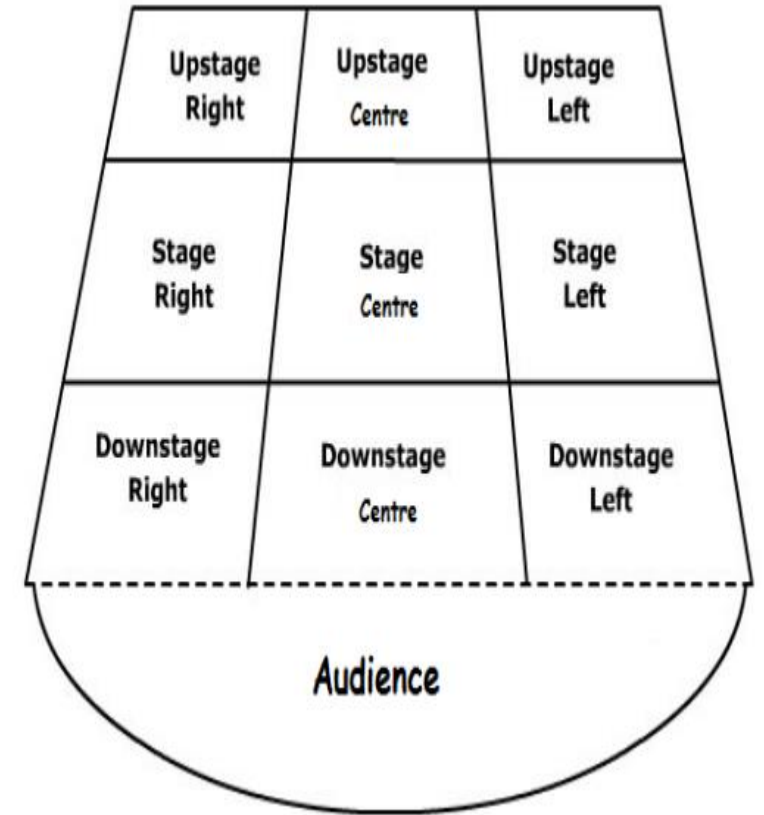 Upstage
Right
Upstage
Centre
Upstage
Left
Stage
Right
Stage
Centre
Stage
Left
Downstage
Right
Downstage
Centre
Downstage
Left
Audience